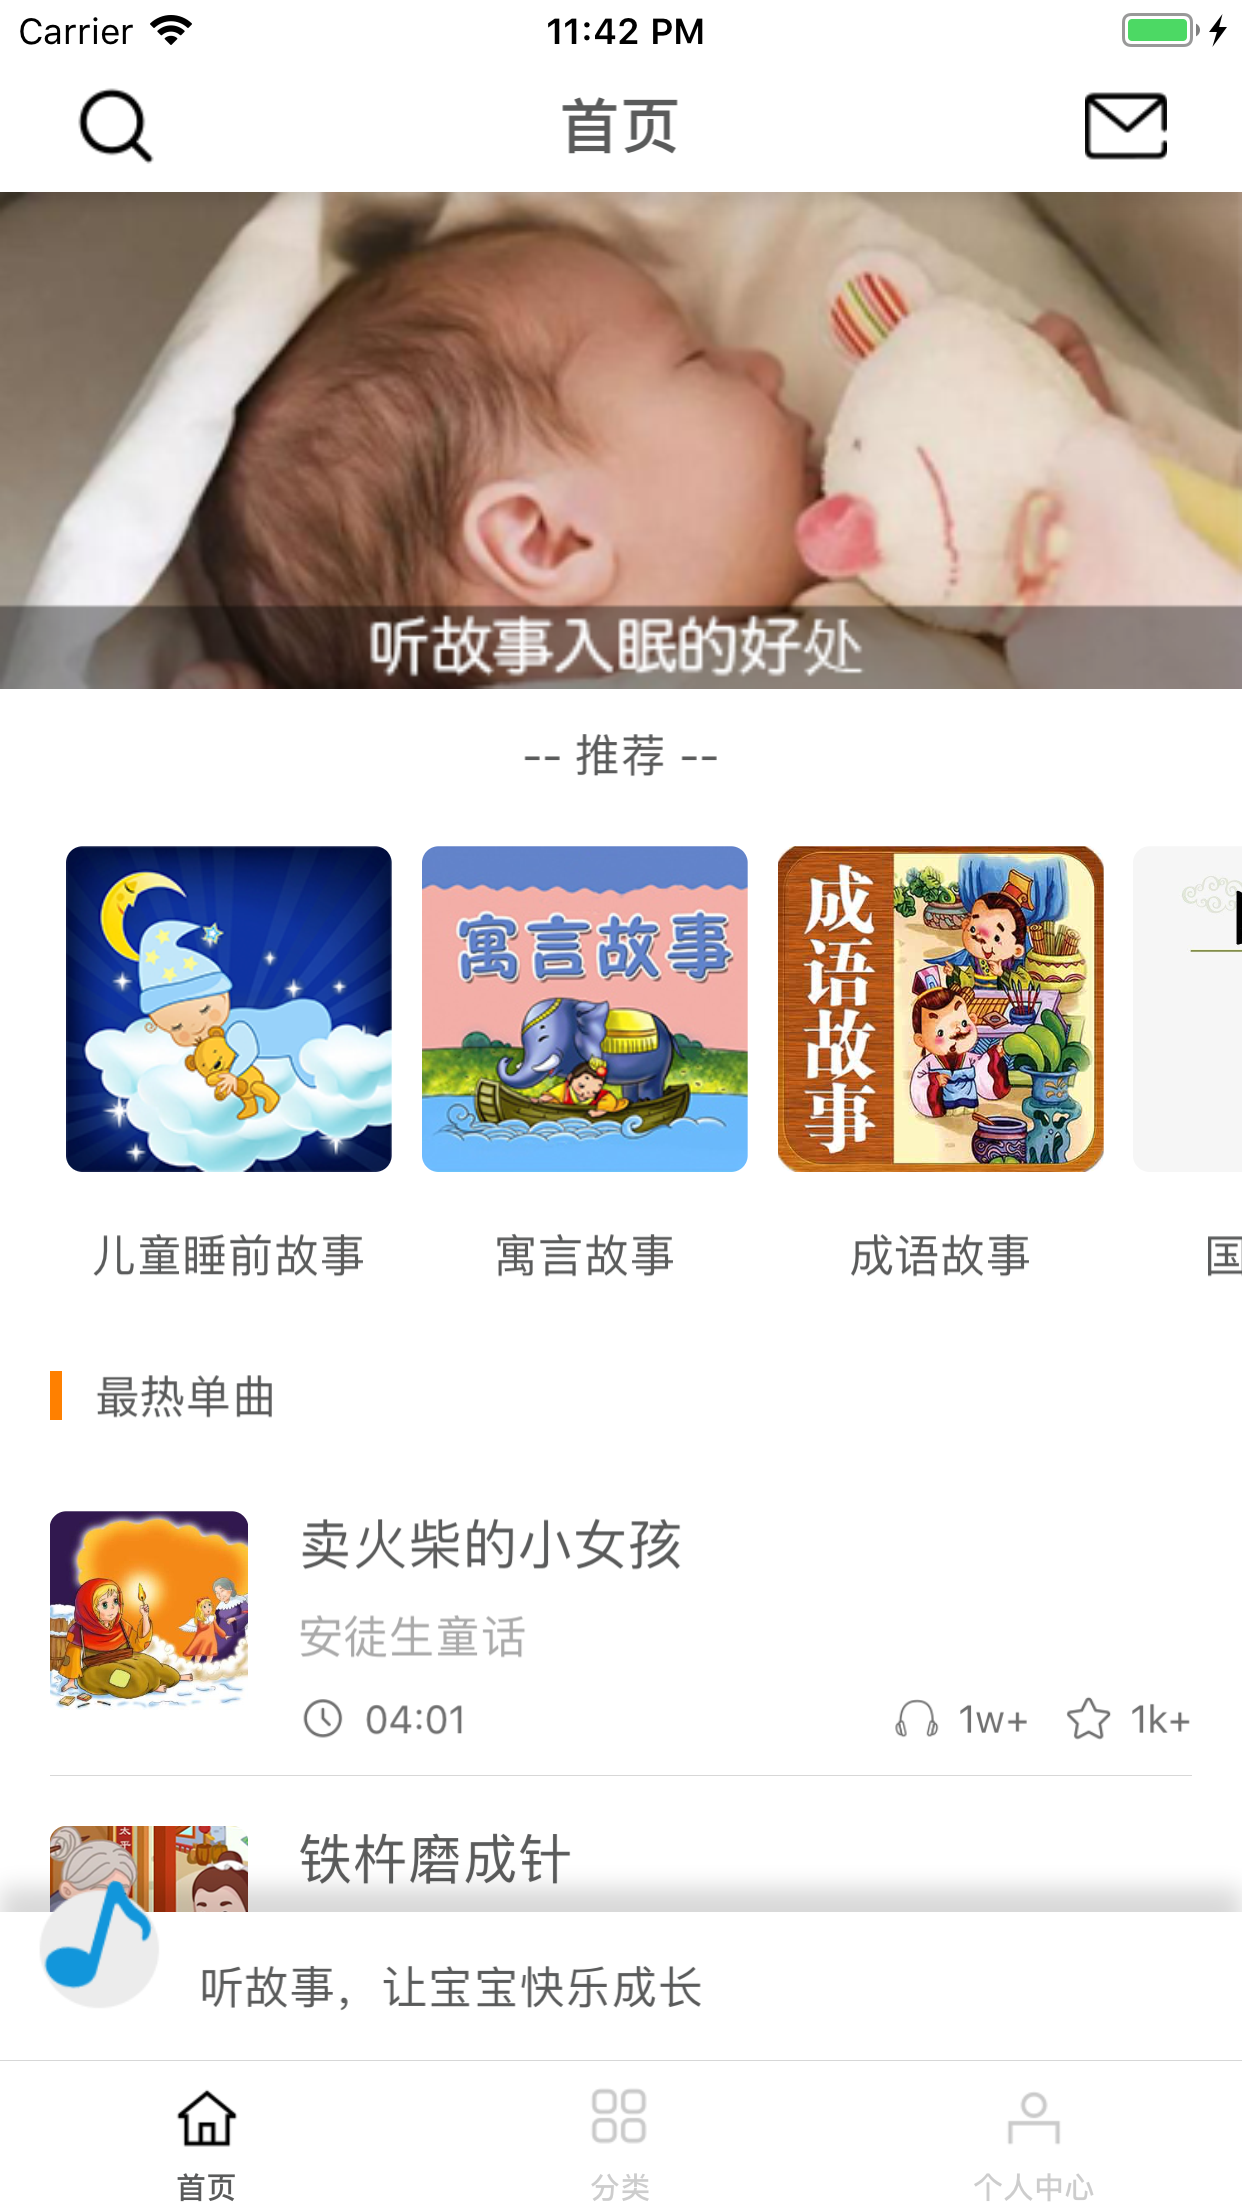 Carrier 11:42 PM
首页
听故事入眠的好处
-- 推荐 --
寓言故事
成语故事
儿童睡前故事 寓言故事 成语故事 国
最热单曲
卖火柴的小女孩
安徒生童话
04:01 1w+ 1k+
太平
铁杵磨成针
听故事，让宝宝快乐成长
首页 分类 个人中心